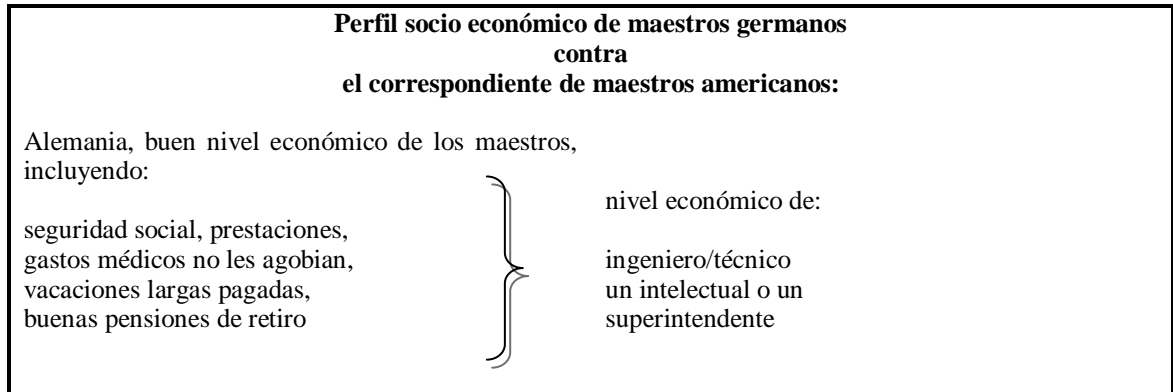 Perfil socio económico de maestros germanos
contra
el correspondiente de maestros americanos:
Alemania, buen nivel económico de los maestros,
incluyendo:
seguridad social, prestaciones,
gastos médicos no les agobian,
vacaciones largas pagadas,
buenas pensiones de retiro
nivel económico de:
ingeniero/técnico
un intelectual o un
superintendente